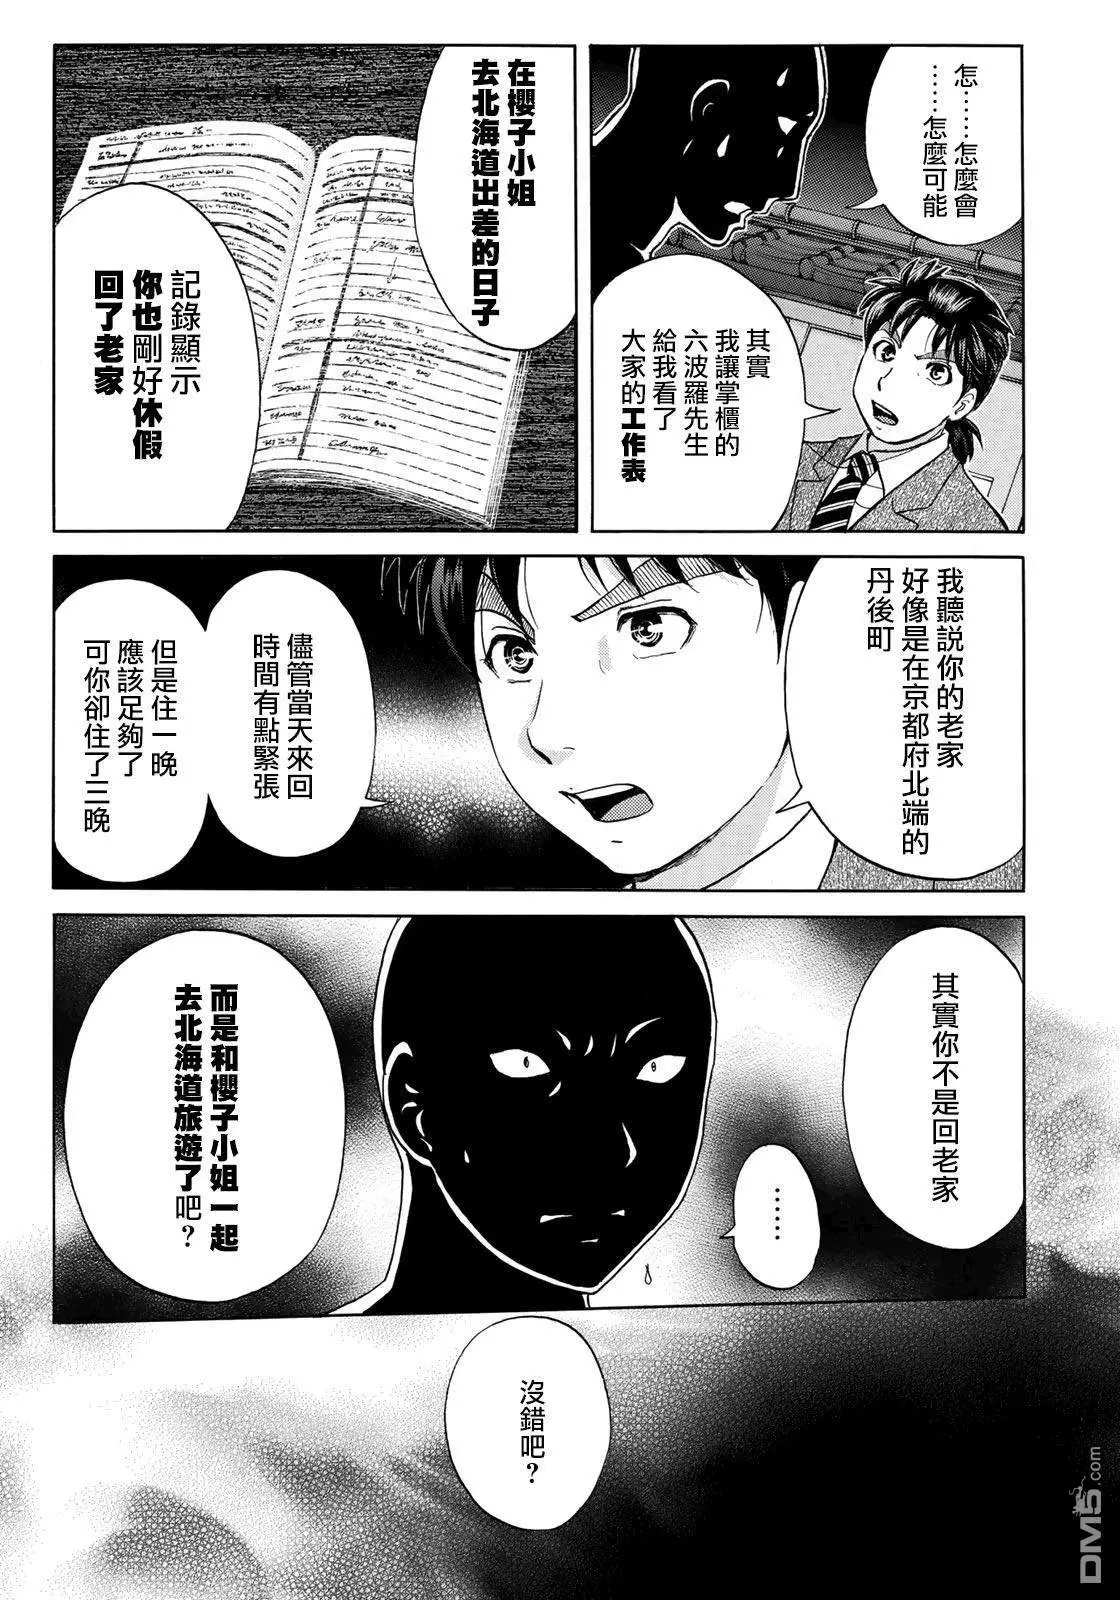 怎……怎麼會
……怎麼可能
其實
我讓掌櫃的
六波羅先生
給我看了
大家的工作表
在櫻子小姐
去北海道出差的日子
記錄顯示
你也剛好休假
回了老家
我聽説你的老家
好像是在京都府北端的
丹後町
儘管當天來回
時間有點緊張
但是住一晚
應該足夠了
可你卻住了三晚
其實你不是回老家
……
而是和櫻子小姐一起
去北海道旅遊了吧?
沒錯吧?
DM5.com